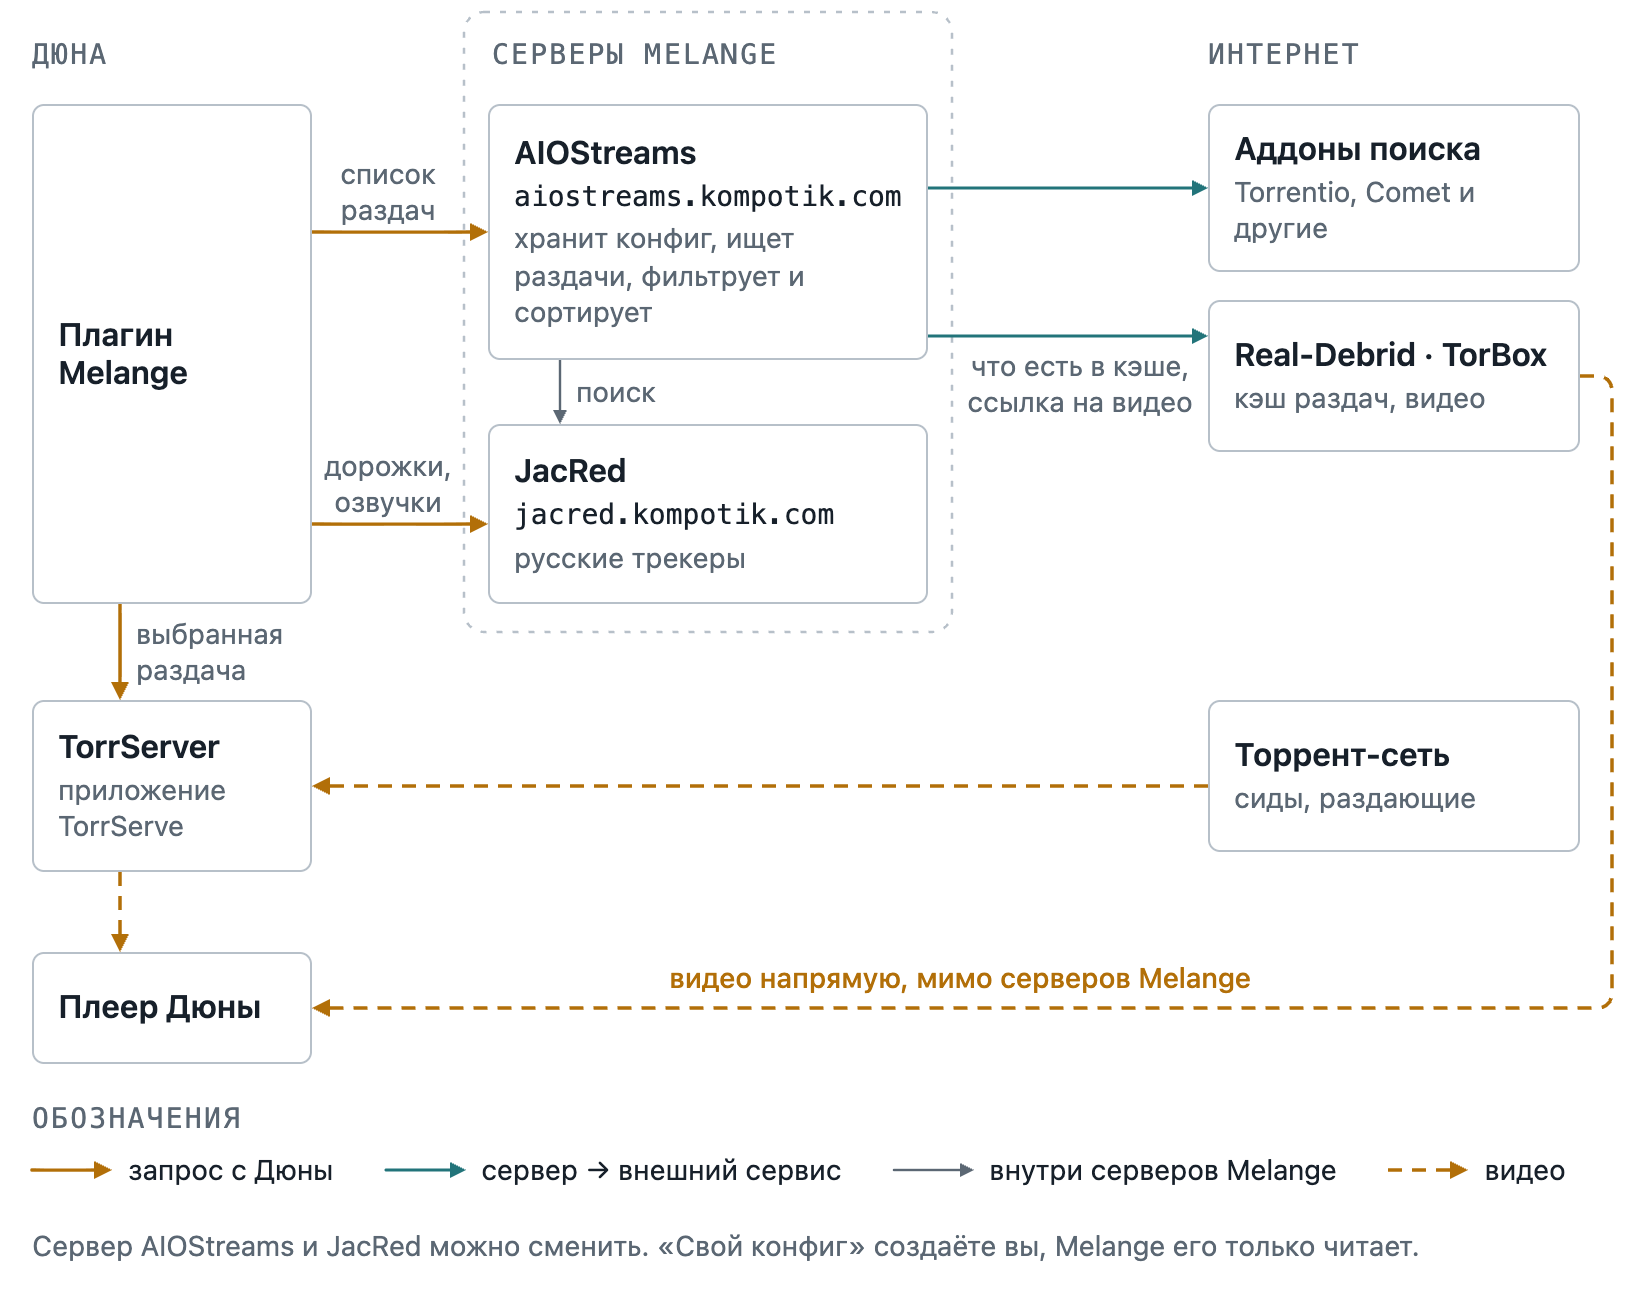 ДЮНА
СЕРВЕРЫ MELANGE
ИНТЕРНЕТ
Плагин
Melange
список
раздач
дорожки,
озвучки
AIOStreams
aiostreams.kompotik.com
хранит конфиг, ищет
раздачи, фильтрует и
сортирует
поиск
JacRed
jacred.kompotik.com
русские трекеры
Аддоны поиска
Torrentio, Comet и
другие
что есть в кэше,
ссылка на видео
Real-Debrid · TorBox
кэш раздач, видео
выбранная
раздача
TorrServer
приложение
TorrServe
Торрент-сеть
сиды, раздающие
Плеер Дюны
видео напрямую, мимо серверов Melange
ОБОЗНАЧЕНИЯ
запрос с Дюны
сервер → внешний сервис
внутри серверов Melange
видео
Сервер AIOStreams и JacRed можно сменить. «Свой конфиг» создаёте вы, Melange его только читает.